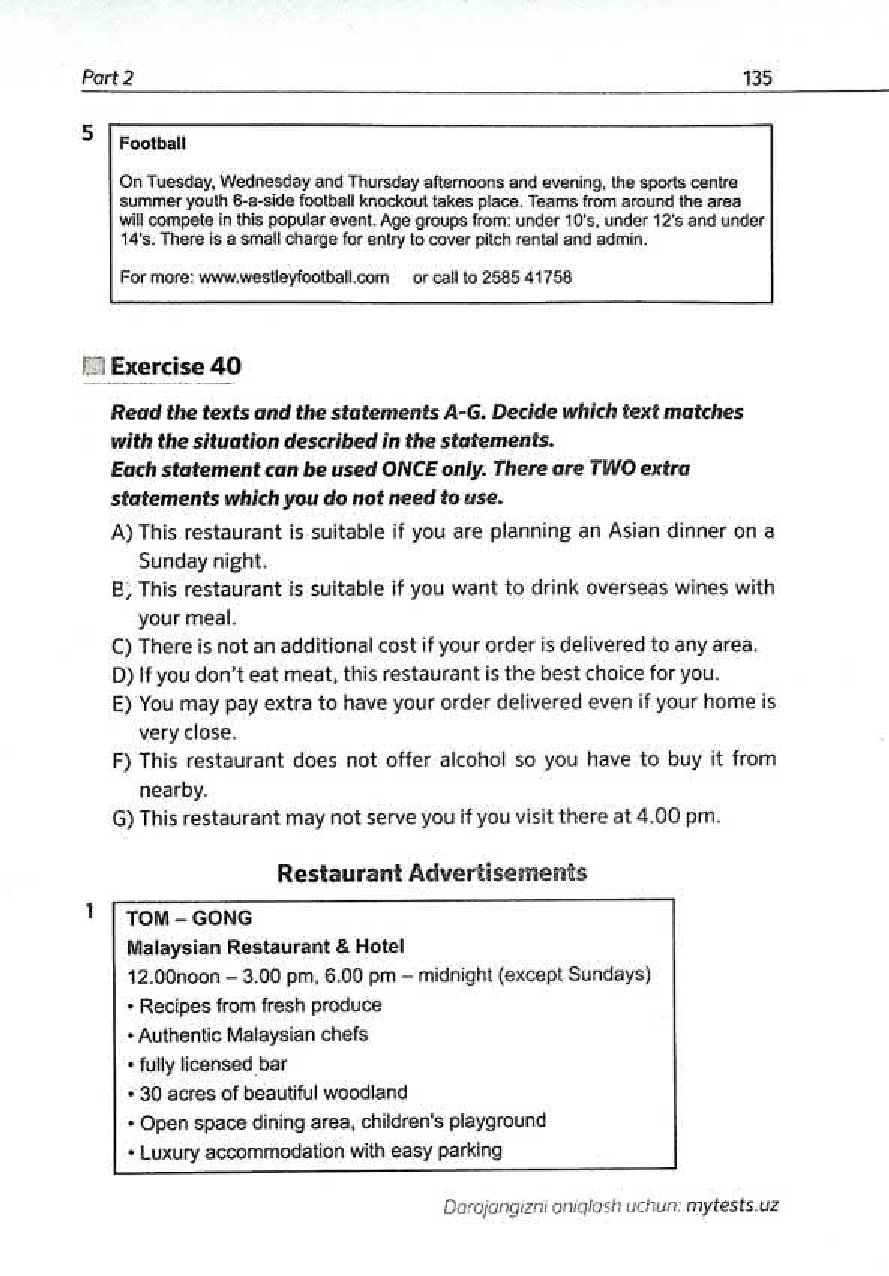 Part 2 135
5
Football
On Tuesday, Wednesday and Thursday afternoons and evening, the sports centre
summer youth 6-a-side football knockout takes place. Teams from around the area
will compete in this popular event. Age groups from: under 10's, under 12's and under
14's. There is a small charge for entry to cover pitch rental and admin.
For more: www.westleyfootball.com or call to 2585 41758
Exercise 40
Read the texts and the statements A-G. Decide which text matches
with the situation described in the statements.
Each statement can be used ONCE only. There are TWO extra
statements which you do not need to use.
A) This restaurant is suitable if you are planning an Asian dinner on a
Sunday night.
B) This restaurant is suitable if you want to drink overseas wines with
your meal.
C) There is not an additional cost if your order is delivered to any area.
D) If you don't eat meat, this restaurant is the best choice for you.
E) You may pay extra to have your order delivered even if your home is
very close.
F) This restaurant does not offer alcohol so you have to buy it from
nearby.
G) This restaurant may not serve you if you visit there at 4.00 pm.
Restaurant Advertisements
1
TOM – GONG
Malaysian Restaurant & Hotel
12.00noon – 3.00 pm, 6.00 pm – midnight (except Sundays)
• Recipes from fresh produce
• Authentic Malaysian chefs
• fully licensed bar
• 30 acres of beautiful woodland
• Open space dining area, children's playground
• Luxury accommodation with easy parking
Darajangizni aniqlash uchun: mytests.uz